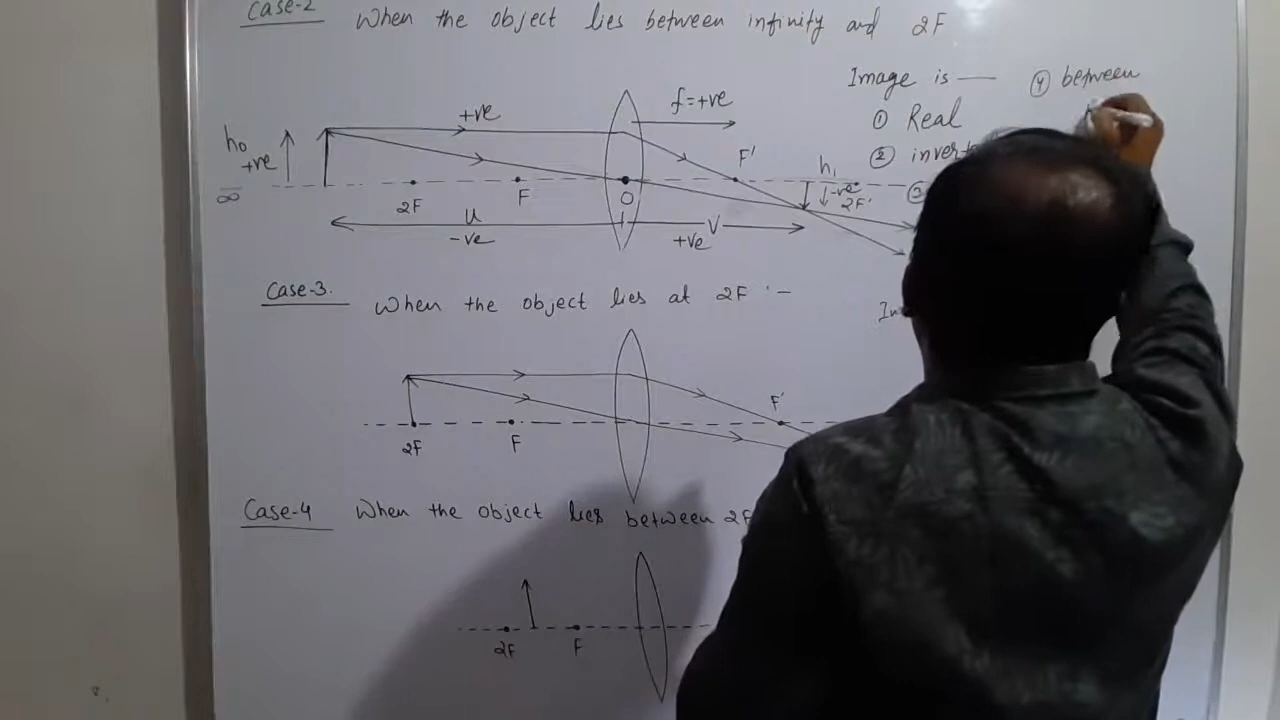 Case-2 When the object lies between infinity and 2F
Image is —— ④ between
① Real
② 
③
+ve f=+ve
h₀ +ve
∞ 2F F O F' h₁ -ve 2F'
u -ve
V +ve
Case-3. When the object lies at 2F :-
2F F F'
Case-4 When the object lies between 2F
2F F